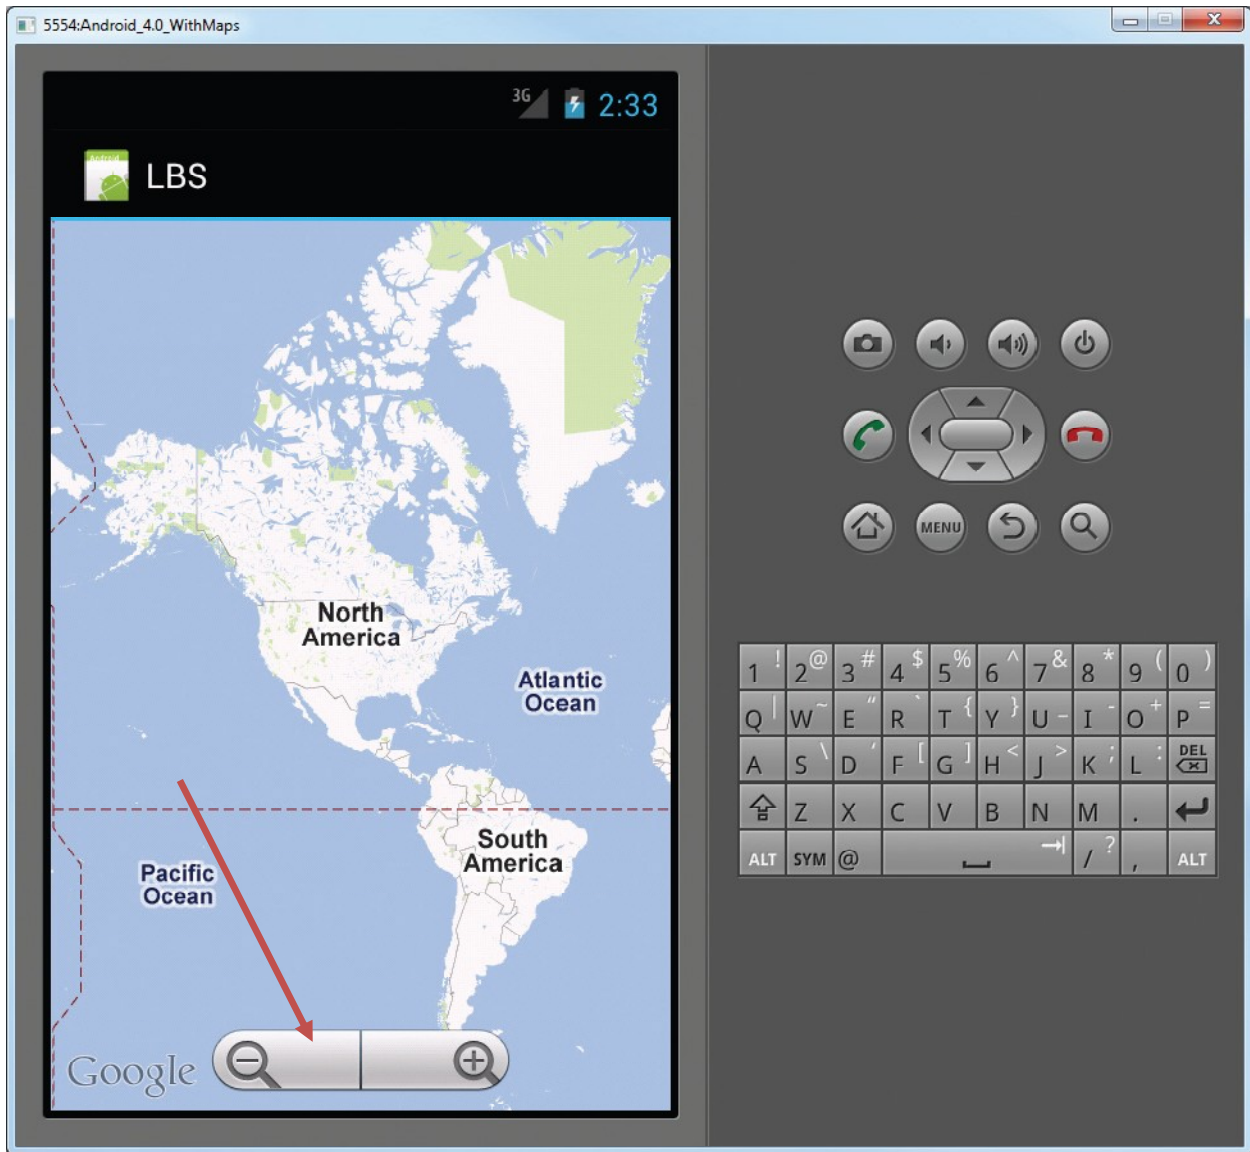 5554:Android_4.0_WithMaps
3G 2:33
Android
LBS
North
America
Atlantic
Ocean
South
America
Pacific
Ocean
Google
MENU
1 ! 2 @ 3 # 4 $ 5 % 6 ^ 7 & 8 * 9 ( 0 )
Q | W ~ E " R ` T { Y } U _ I - O + P =
A S \ D ' F [ G ] H < J > K ; L : DEL
Z X C V B N M .
ALT SYM @ / ? , ALT